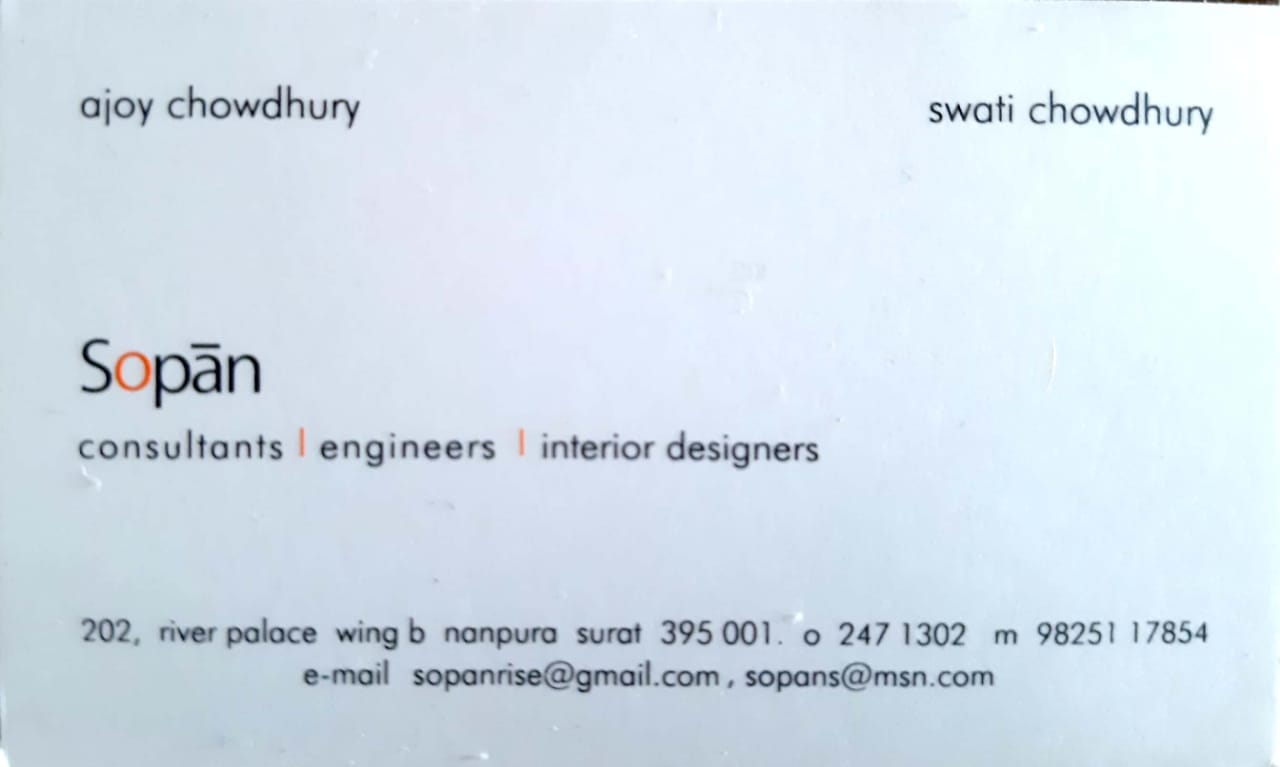 ajoy chowdhury swati chowdhury
Sopān
consultants | engineers | interior designers
202, river palace wing b nanpura surat 395 001. o 247 1302 m 98251 17854
e-mail sopanrise@gmail.com, sopans@msn.com